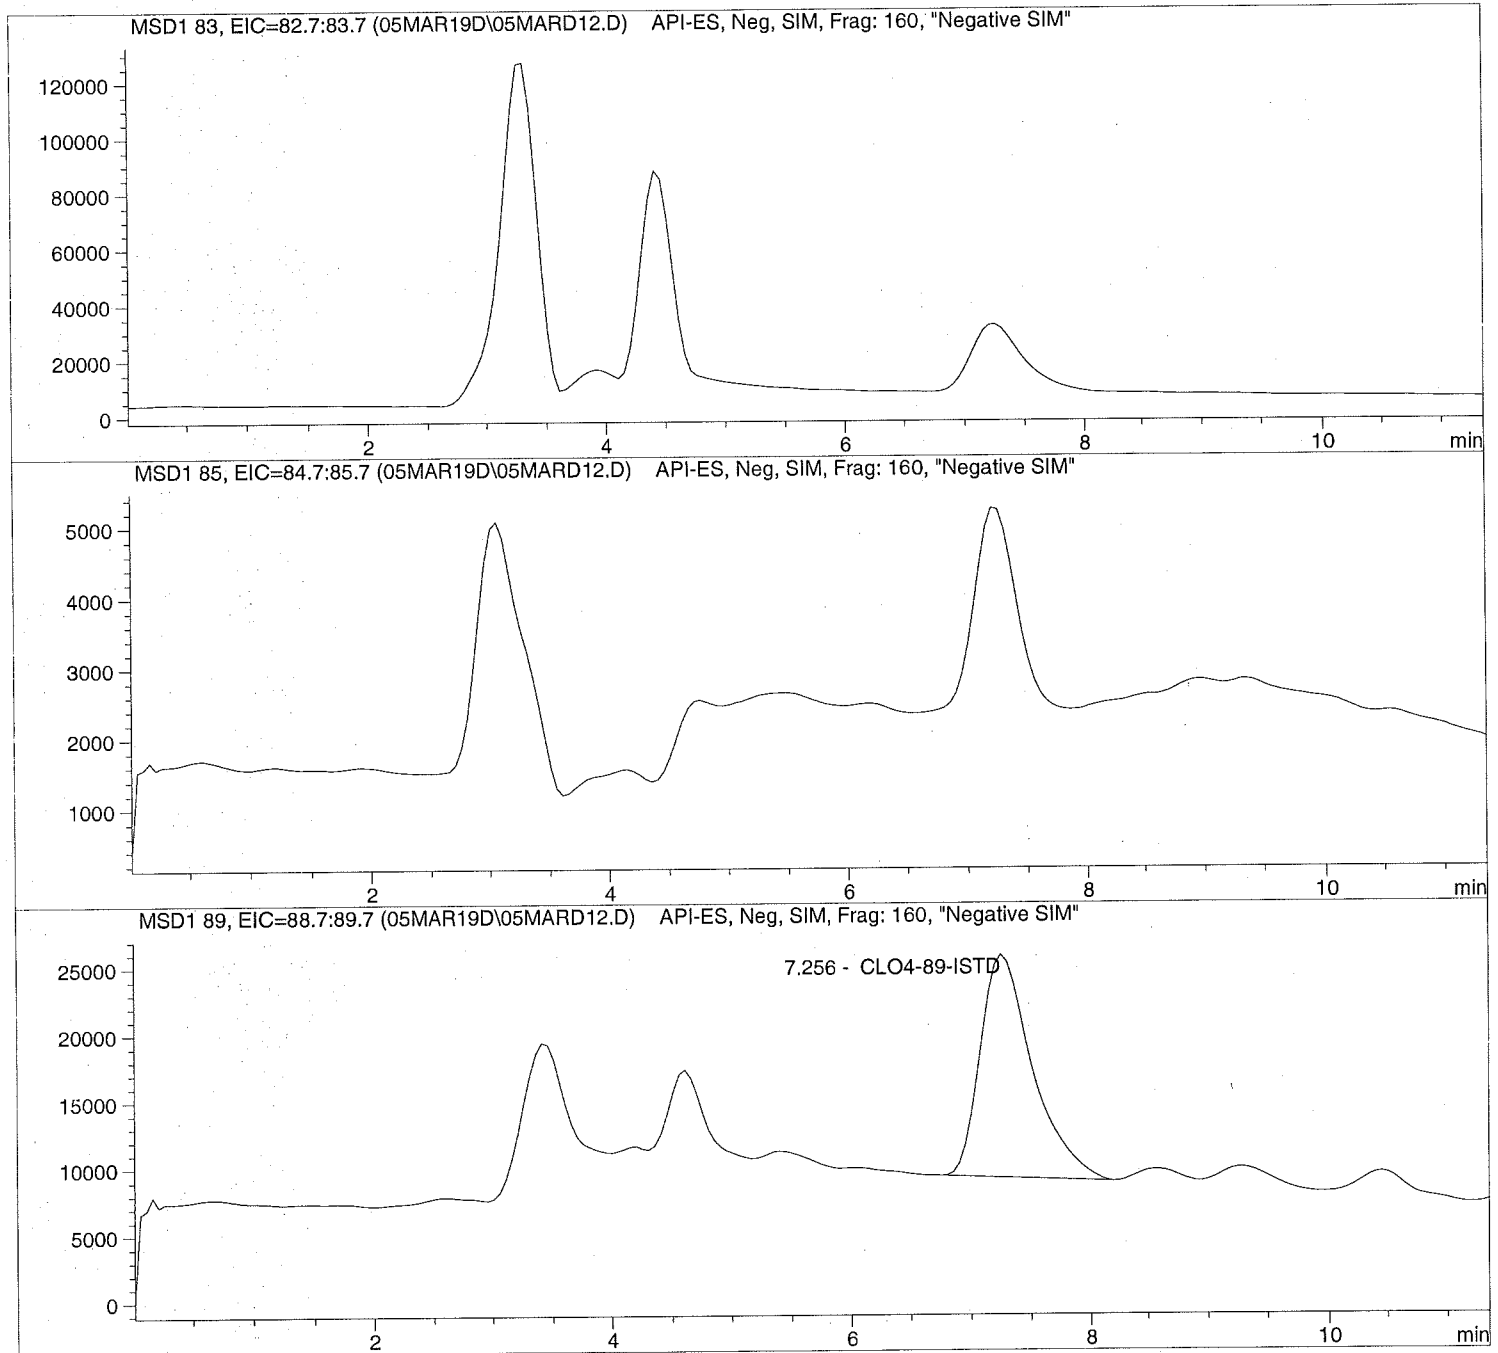 MSD1 83, EIC=82.7:83.7 (05MAR19D\05MARD12.D) API-ES, Neg, SIM, Frag: 160, "Negative SIM"
120000
100000
80000
60000
40000
20000
0
2 4 6 8 10 min
MSD1 85, EIC=84.7:85.7 (05MAR19D\05MARD12.D) API-ES, Neg, SIM, Frag: 160, "Negative SIM"
5000
4000
3000
2000
1000
2 4 6 8 10 min
MSD1 89, EIC=88.7:89.7 (05MAR19D\05MARD12.D) API-ES, Neg, SIM, Frag: 160, "Negative SIM"
7.256 - CLO4-89-ISTD
25000
20000
15000
10000
5000
0
2 4 6 8 10 min